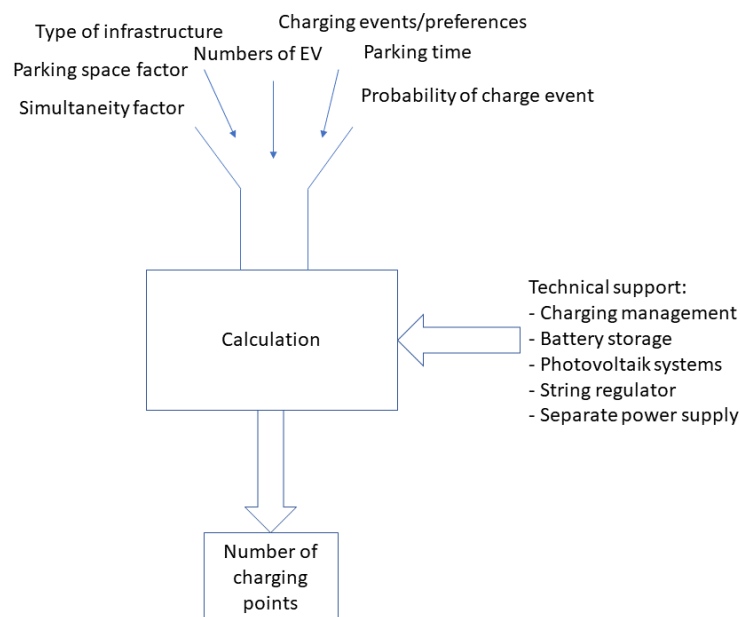 Type of infrastructure
Charging events/preferences
Numbers of EV
Parking time
Parking space factor
Simultaneity factor
Probability of charge event
Calculation
Technical support:
- Charging management
- Battery storage
- Photovoltaik systems
- String regulator
- Separate power supply
Number of
charging
points